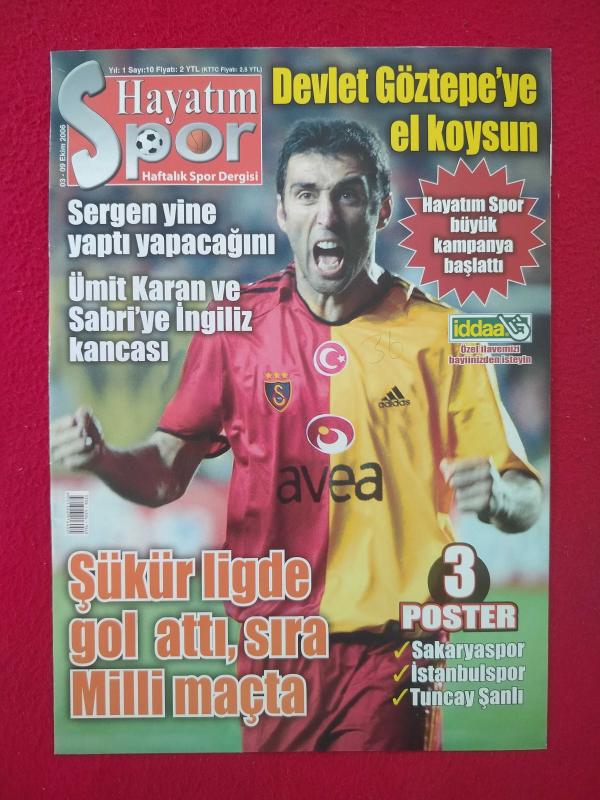 Yıl: 1 Sayı:10 Fiyatı: 2 YTL (KTTC Fiyatı: 2,5 YTL)
Hayatım
Spor
Haftalık Spor Dergisi
03 - 09 Ekim 2006
Devlet Göztepe'ye
el koysun
Sergen yine
yaptı yapacağını
Ümit Karan ve
Sabri'ye İngiliz
kancası
Hayatım Spor
büyük
kampanya
başlattı
iddaa
Özel ilavemizi
bayiinizden isteyin
36
adidas
avea
Şükür ligde
gol attı, sıra
Milli maçta
3
POSTER
✓Sakaryaspor
✓İstanbulspor
✓Tuncay Şanlı